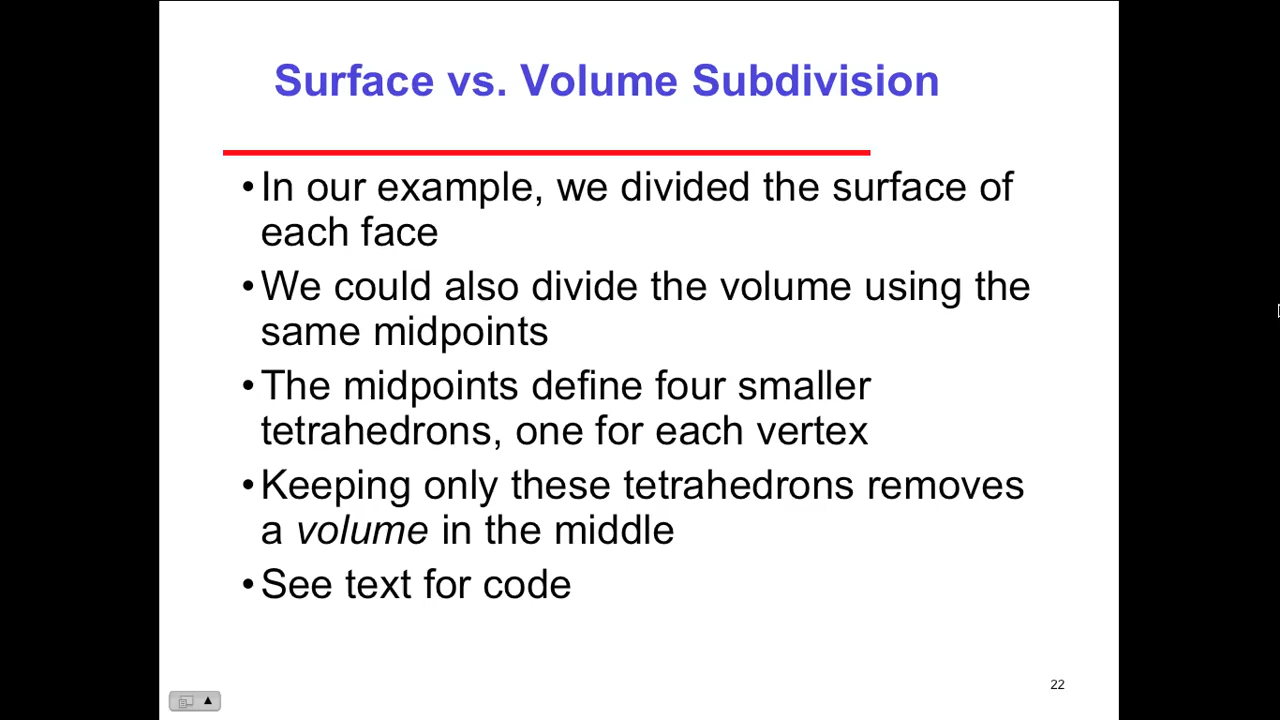 Surface vs. Volume Subdivision
•In our example, we divided the surface of
each face
•We could also divide the volume using the
same midpoints
•The midpoints define four smaller
tetrahedrons, one for each vertex
•Keeping only these tetrahedrons removes
a volume in the middle
•See text for code
22